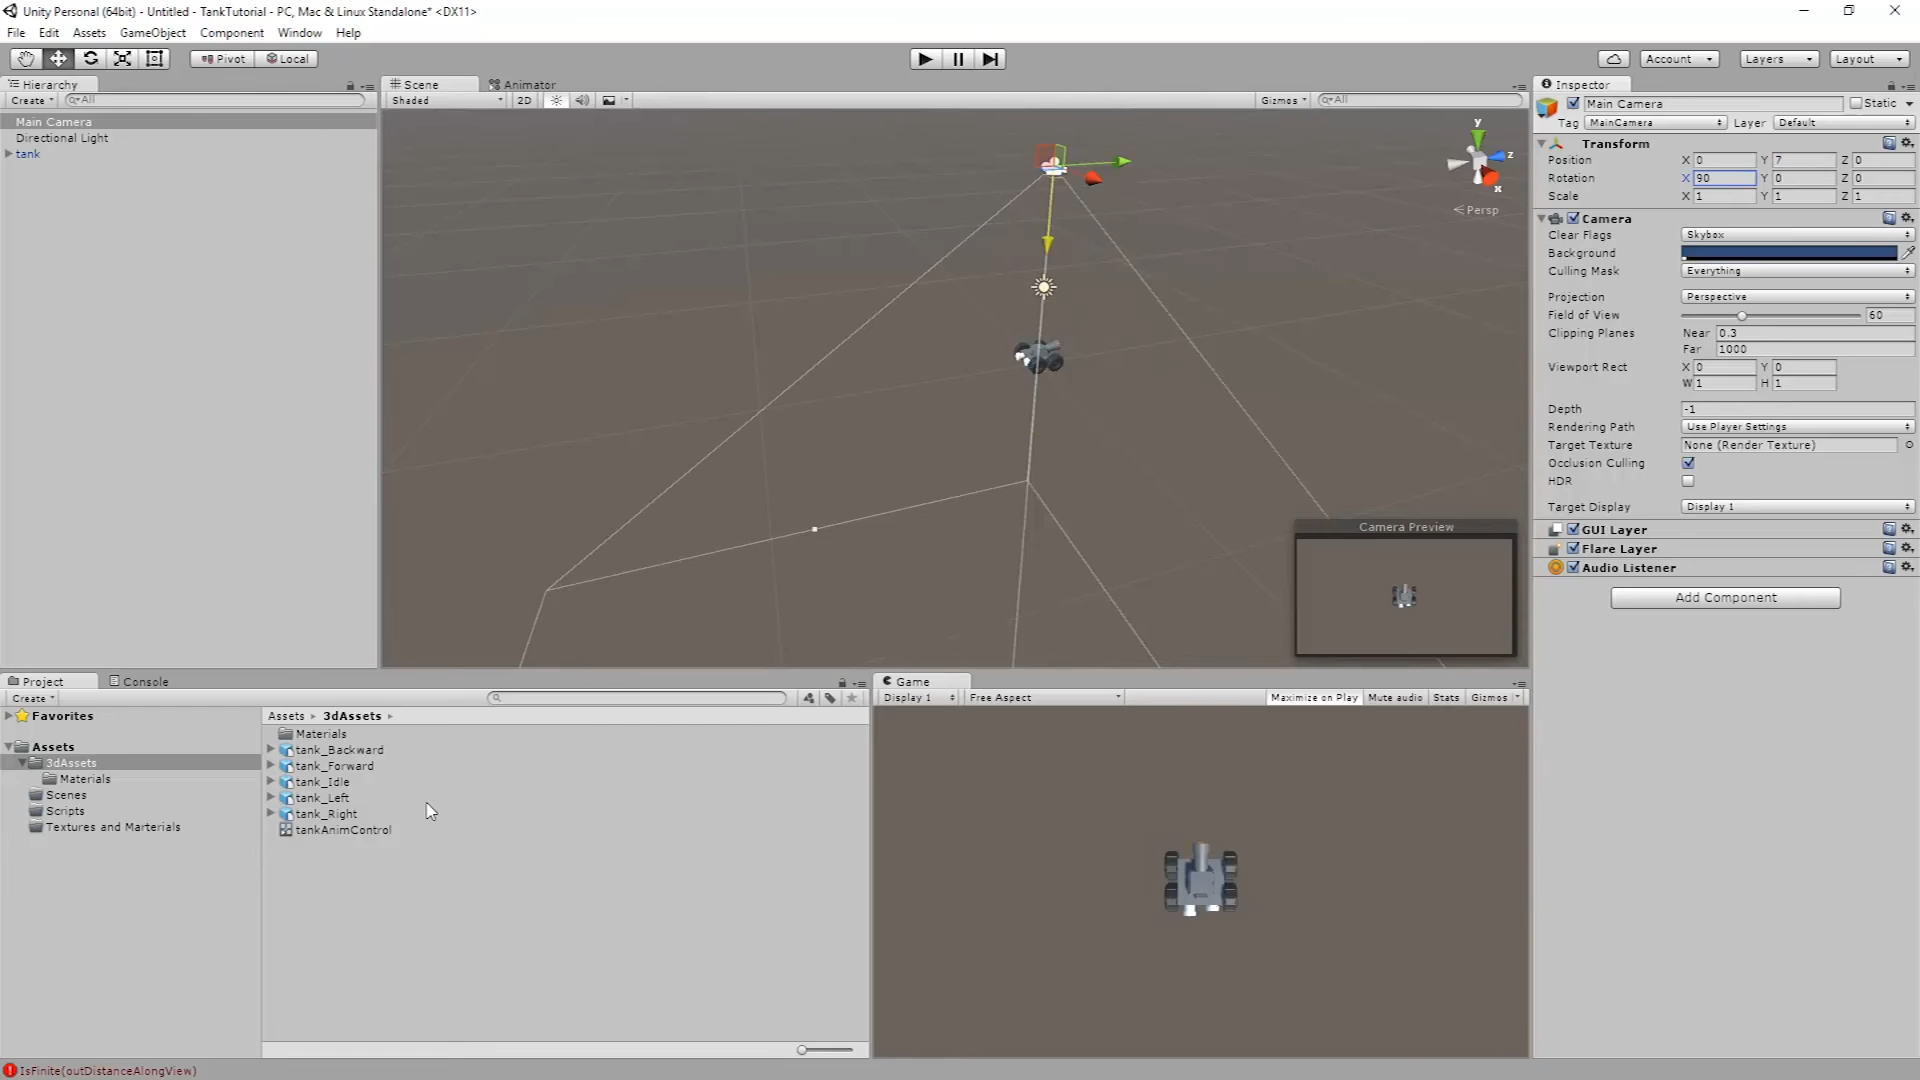 Unity Personal (64bit) - Untitled - TankTutorial - PC, Mac & Linux Standalone* <DX11>
File Edit Assets GameObject Component Window Help
Pivot Local Account Layers Layout
Hierarchy
Create All
Main Camera
Directional Light
tank
Scene Animator
Shaded 2D Gizmos All
y
z
x
Persp
Camera Preview
Inspector
Main Camera Static
Tag MainCamera Layer Default
Transform
Position X 0 Y 7 Z 0
Rotation X 90 Y 0 Z 0
Scale X 1 Y 1 Z 1
Camera
Clear Flags Skybox
Background
Culling Mask Everything
Projection Perspective
Field of View 60
Clipping Planes Near 0.3
Far 1000
Viewport Rect X 0 Y 0
W 1 H 1
Depth -1
Rendering Path Use Player Settings
Target Texture None (Render Texture)
Occlusion Culling
HDR
Target Display Display 1
GUI Layer
Flare Layer
Audio Listener
Add Component
Project Console
Create
Favorites
Assets
3dAssets
Materials
Scenes
Scripts
Textures and Marterials
Assets 3dAssets
Materials
tank_Backward
tank_Forward
tank_Idle
tank_Left
tank_Right
tankAnimControl
Game
Display 1 Free Aspect Maximize on Play Mute audio Stats Gizmos
IsFinite(outDistanceAlongView)